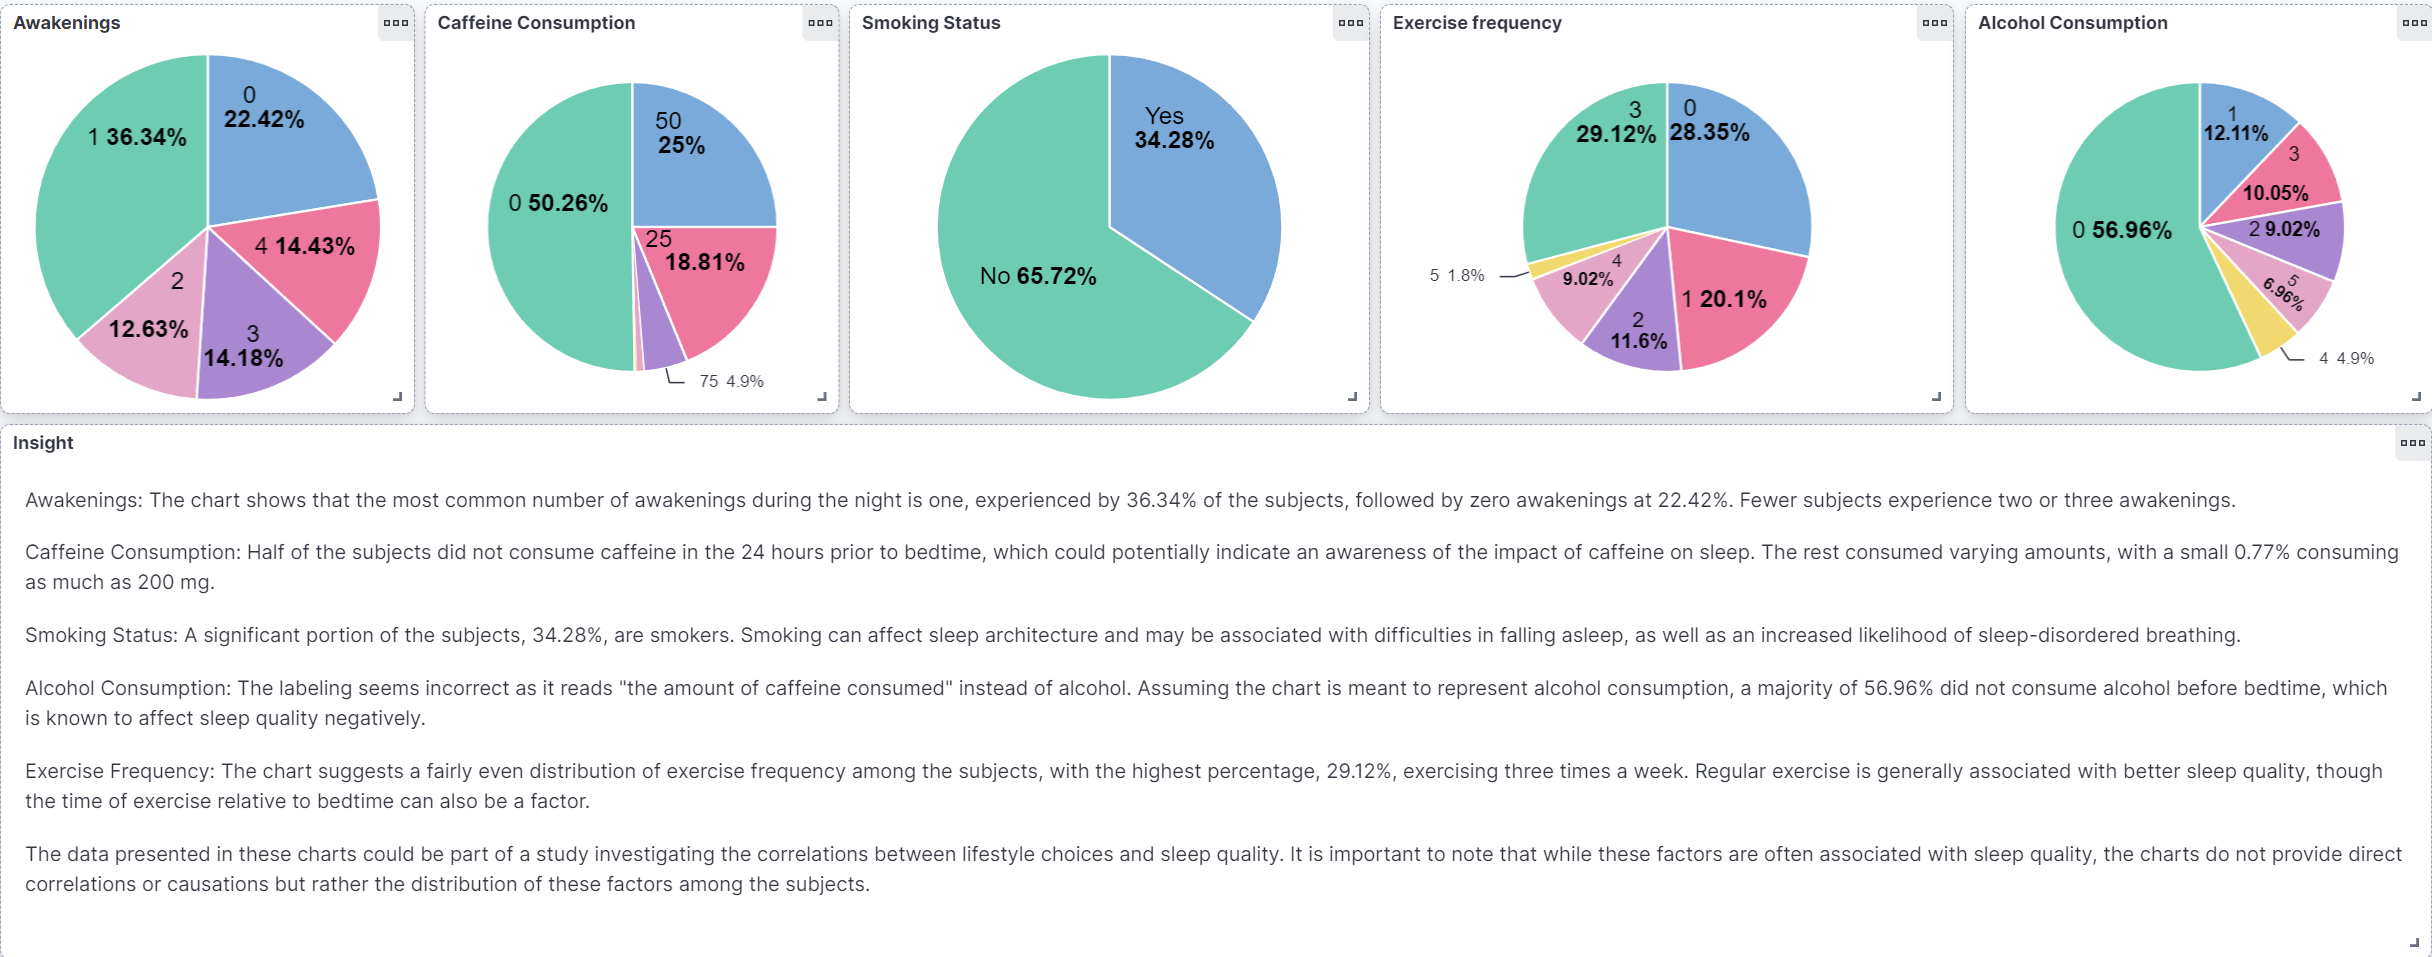 Awakenings
0
22.42%
1 36.34%
4 14.43%
2
12.63%
3
14.18%
Caffeine Consumption
50
25%
0 50.26%
25
18.81%
75 4.9%
Smoking Status
Yes
34.28%
No 65.72%
Exercise frequency
3
29.12%
0
28.35%
5 1.8%
4
9.02%
1 20.1%
2
11.6%
Alcohol Consumption
1
12.11%
3
10.05%
0 56.96%
2 9.02%
5
6.96%
4 4.9%
Insight
Awakenings: The chart shows that the most common number of awakenings during the night is one, experienced by 36.34% of the subjects, followed by zero awakenings at 22.42%. Fewer subjects experience two or three awakenings.
Caffeine Consumption: Half of the subjects did not consume caffeine in the 24 hours prior to bedtime, which could potentially indicate an awareness of the impact of caffeine on sleep. The rest consumed varying amounts, with a small 0.77% consuming
as much as 200 mg.
Smoking Status: A significant portion of the subjects, 34.28%, are smokers. Smoking can affect sleep architecture and may be associated with difficulties in falling asleep, as well as an increased likelihood of sleep-disordered breathing.
Alcohol Consumption: The labeling seems incorrect as it reads "the amount of caffeine consumed" instead of alcohol. Assuming the chart is meant to represent alcohol consumption, a majority of 56.96% did not consume alcohol before bedtime, which
is known to affect sleep quality negatively.
Exercise Frequency: The chart suggests a fairly even distribution of exercise frequency among the subjects, with the highest percentage, 29.12%, exercising three times a week. Regular exercise is generally associated with better sleep quality, though
the time of exercise relative to bedtime can also be a factor.
The data presented in these charts could be part of a study investigating the correlations between lifestyle choices and sleep quality. It is important to note that while these factors are often associated with sleep quality, the charts do not provide direct
correlations or causations but rather the distribution of these factors among the subjects.